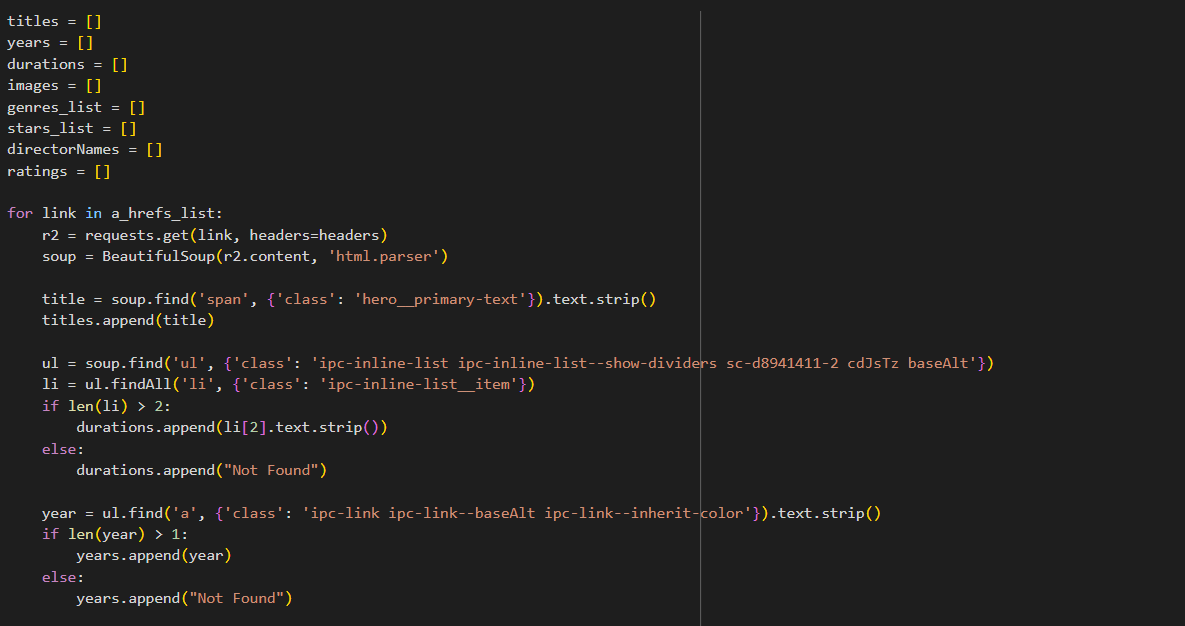 titles = []
years = []
durations = []
images = []
genres_list = []
stars_list = []
directorNames = []
ratings = []

for link in a_hrefs_list:
    r2 = requests.get(link, headers=headers)
    soup = BeautifulSoup(r2.content, 'html.parser')

    title = soup.find('span', {'class': 'hero__primary-text'}).text.strip()
    titles.append(title)

    ul = soup.find('ul', {'class': 'ipc-inline-list ipc-inline-list--show-dividers sc-d8941411-2 cdJsTz baseAlt'})
    li = ul.findAll('li', {'class': 'ipc-inline-list__item'})
    if len(li) > 2:
        durations.append(li[2].text.strip())
    else:
        durations.append("Not Found")

    year = ul.find('a', {'class': 'ipc-link ipc-link--baseAlt ipc-link--inherit-color'}).text.strip()
    if len(year) > 1:
        years.append(year)
    else:
        years.append("Not Found")